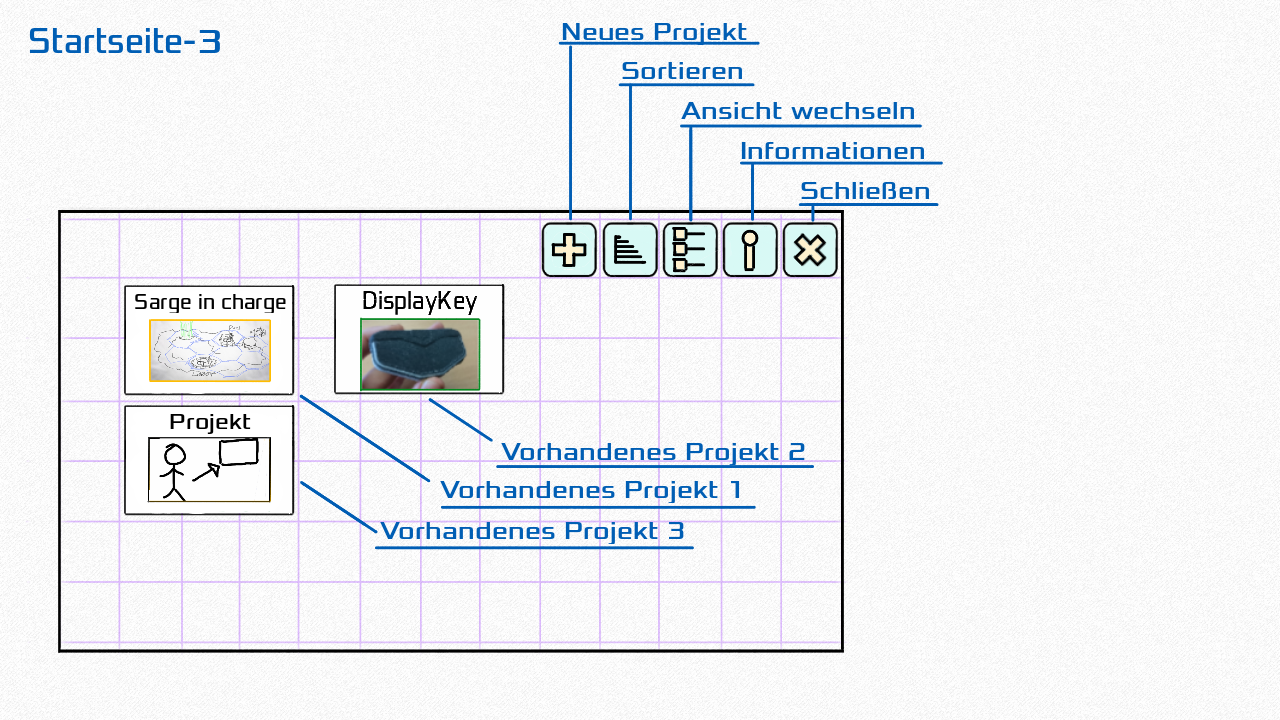 Startseite-3
Neues Projekt
Sortieren
Ansicht wechseln
Informationen
Schließen
Sarge in charge
DisplayKey
Projekt
Vorhandenes Projekt 2
Vorhandenes Projekt 1
Vorhandenes Projekt 3